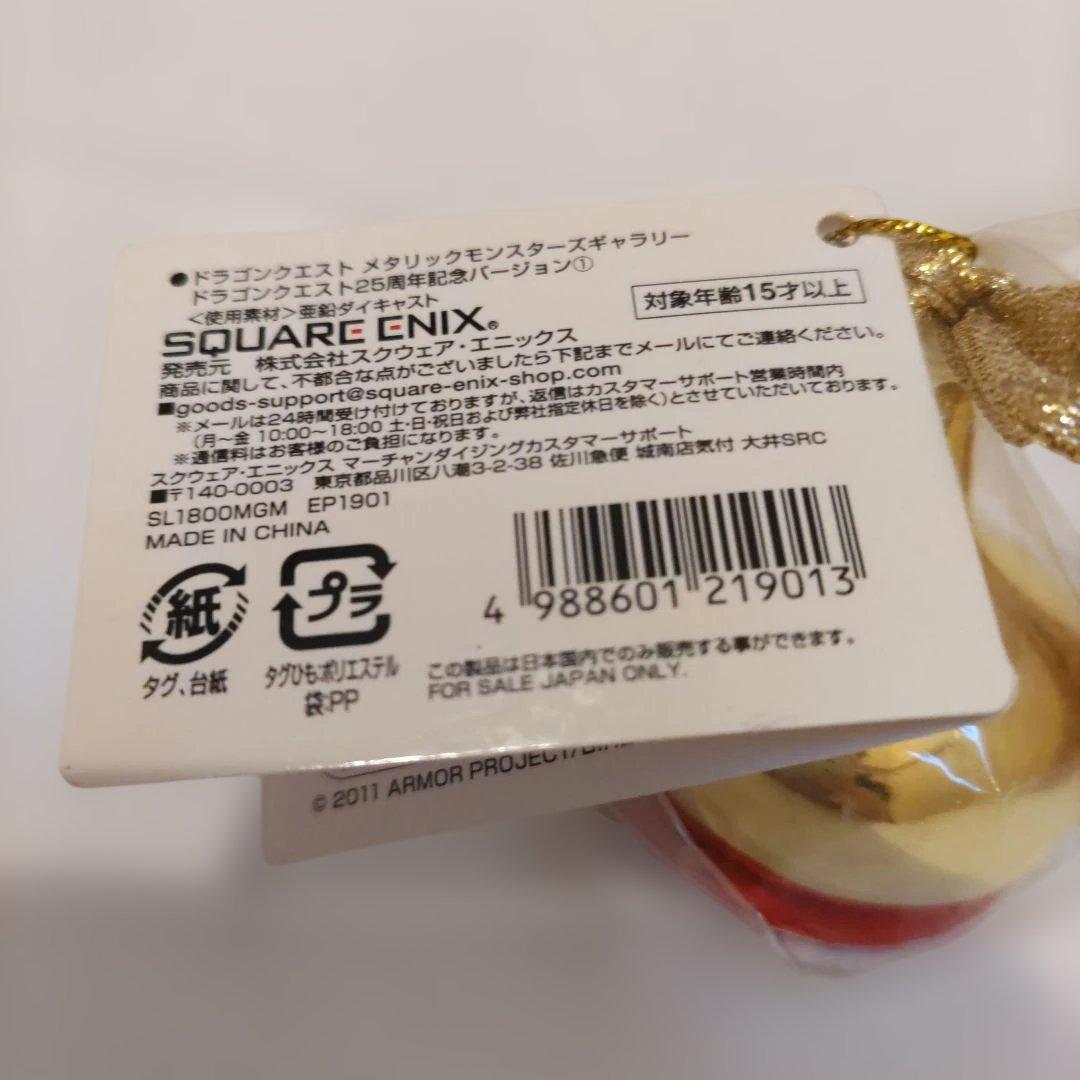 ●ドラゴンクエスト メタリックモンスターズギャラリー
ドラゴンクエスト25周年記念バージョン①
<使用素材>亜鉛ダイキャスト
対象年齢15才以上
SQUARE ENIX®
発売元 株式会社スクウェア・エニックス
商品に関して、不都合な点がございましたら下記までメールにてご連絡ください。
■goods-support@square-enix-shop.com
※メールは24時間受け付けておりますが、返信はカスタマーサポート営業時間内
(月〜金 10:00〜18:00 土・日・祝日および弊社指定休日を除く)とさせていただいております。
※通信料はお客様のご負担になります。
スクウェア・エニックス マーチャンダイジングカスタマーサポート
■〒140-0003 東京都品川区八潮3-2-38 佐川急便 城南店気付 大井SRC
SL1800MGM EP1901
MADE IN CHINA
紙
プラ
タグ、台紙
タグひも:ポリエステル
袋:PP
4 988601 219013
この製品は日本国内でのみ販売する事ができます。
FOR SALE JAPAN ONLY.
© 2011 ARMOR PROJECT/